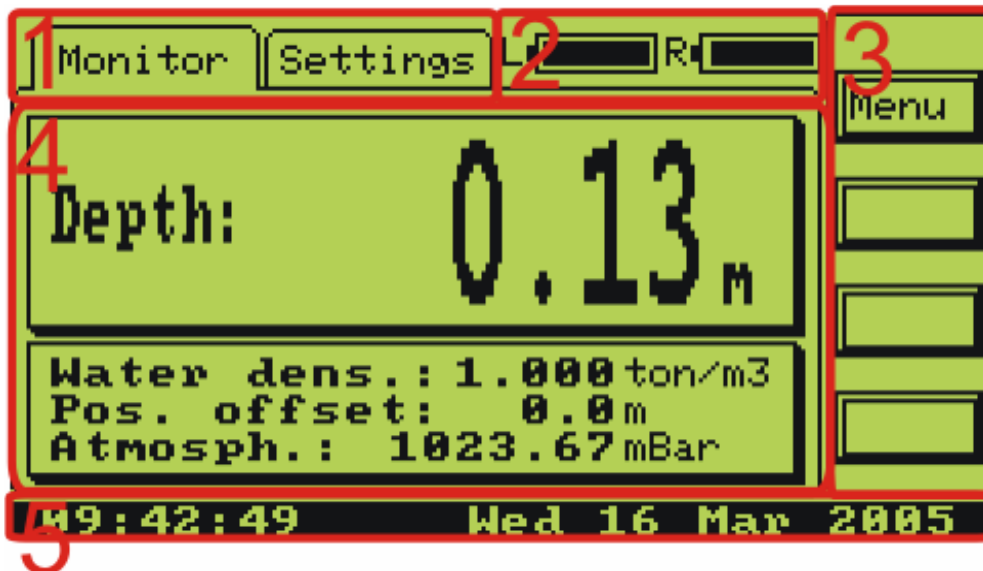 1 Monitor Settings 2 L R 3
Menu
4
Depth: 0.13 m
Water dens.: 1.000 ton/m3
Pos. offset: 0.0 m
Atmosph.: 1023.67 mBar
5
09:42:49 Wed 16 Mar 2005